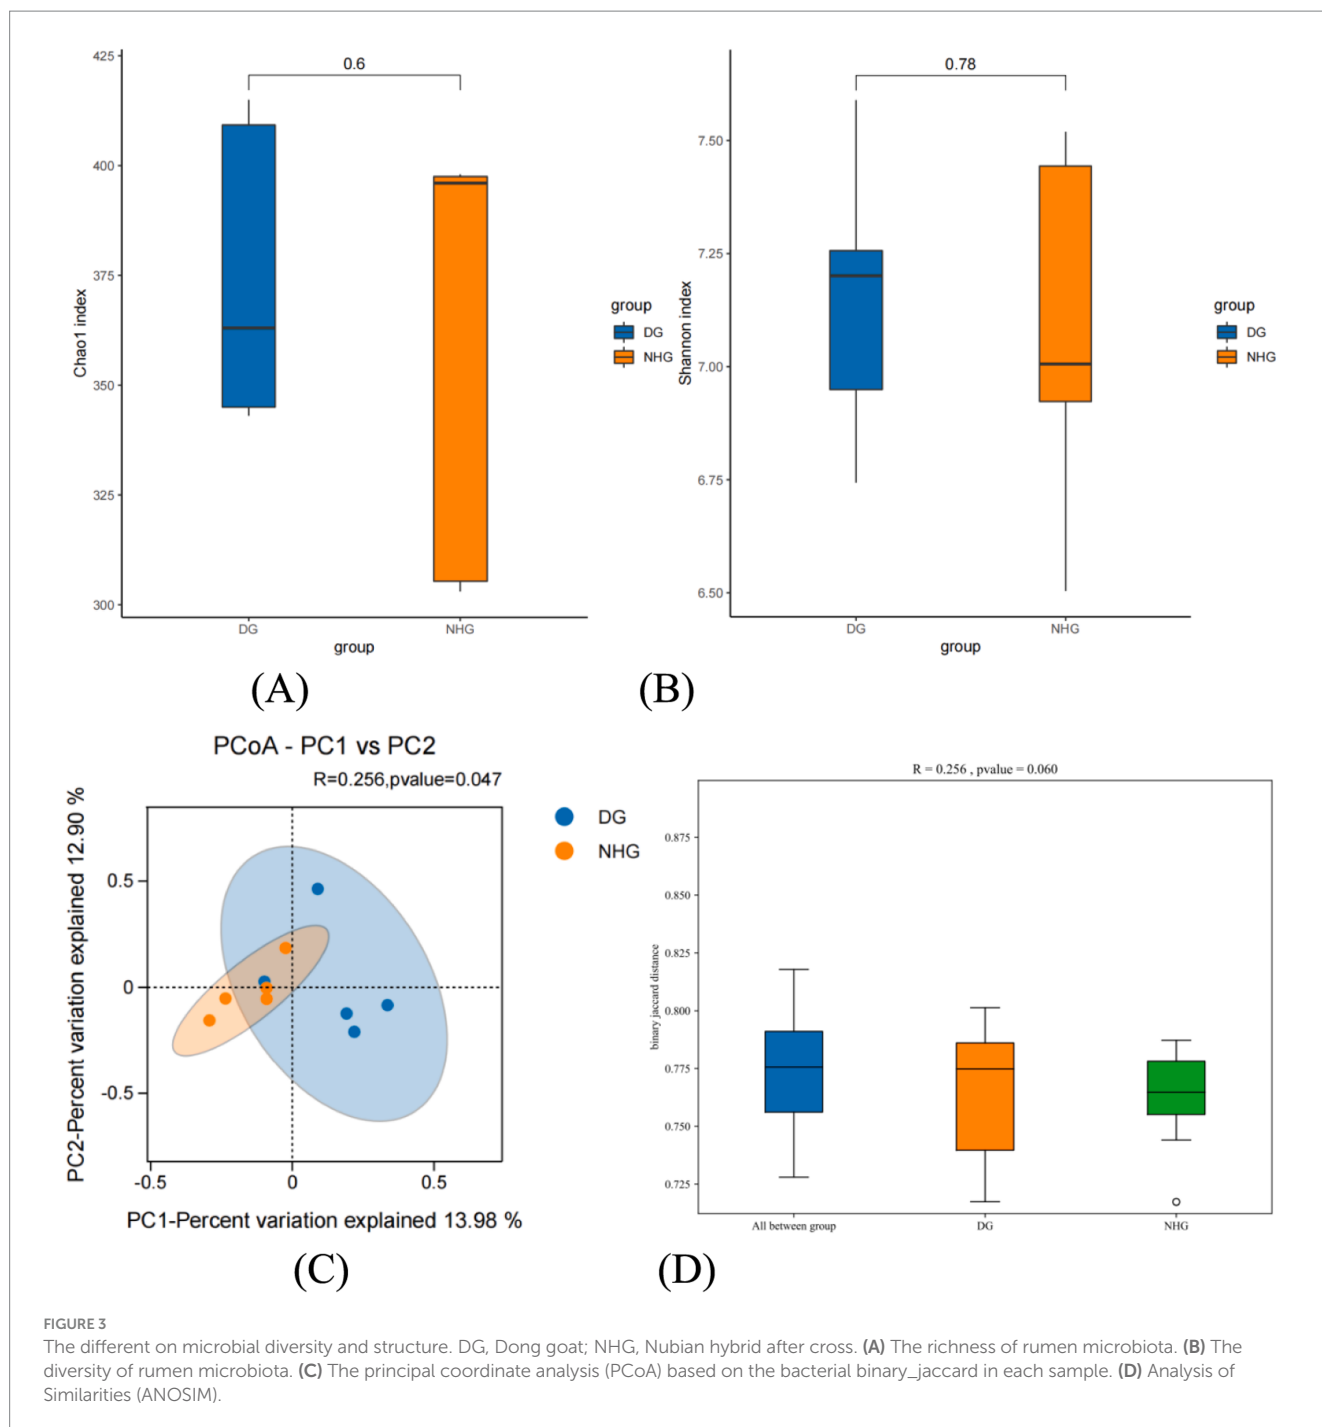 425
400
375
350
325
300
Chao1 index
0.6
DG
NHG
group
group
DG
NHG
(A)
7.50
7.25
7.00
6.75
6.50
Shannon index
0.78
DG
NHG
group
group
DG
NHG
(B)
PCoA - PC1 vs PC2
R=0.256,pvalue=0.047
PC2-Percent variation explained 12.90 %
0.5
0
-0.5
-0.5
0
0.5
PC1-Percent variation explained 13.98 %
DG
NHG
(C)
R = 0.256 , pvalue = 0.060
binary jaccard distance
0.875
0.850
0.825
0.800
0.775
0.750
0.725
All between group
DG
NHG
(D)
FIGURE 3
The different on microbial diversity and structure. DG, Dong goat; NHG, Nubian hybrid after cross. (A) The richness of rumen microbiota. (B) The
diversity of rumen microbiota. (C) The principal coordinate analysis (PCoA) based on the bacterial binary_jaccard in each sample. (D) Analysis of
Similarities (ANOSIM).